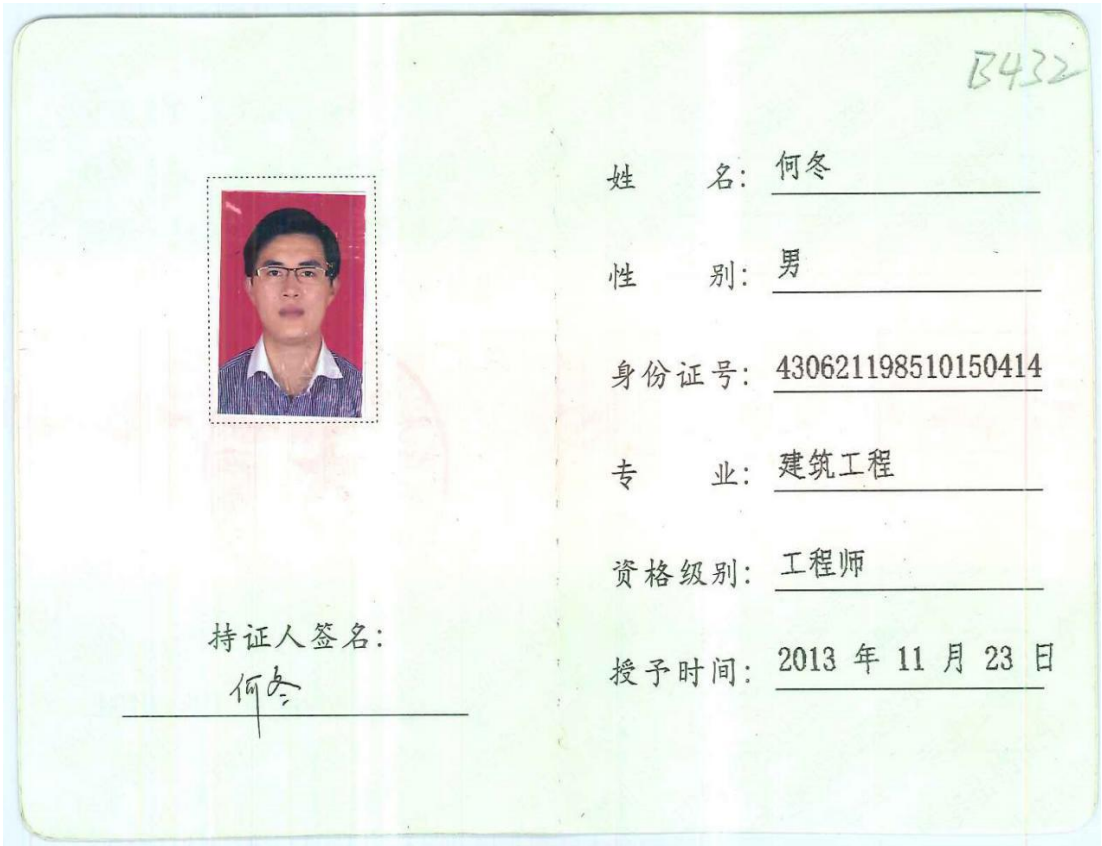 B432
姓 名: 何冬
性 别: 男
身份证号: 430621198510150414
专 业: 建筑工程
资格级别: 工程师
授予时间: 2013 年 11 月 23 日
持证人签名:
何冬